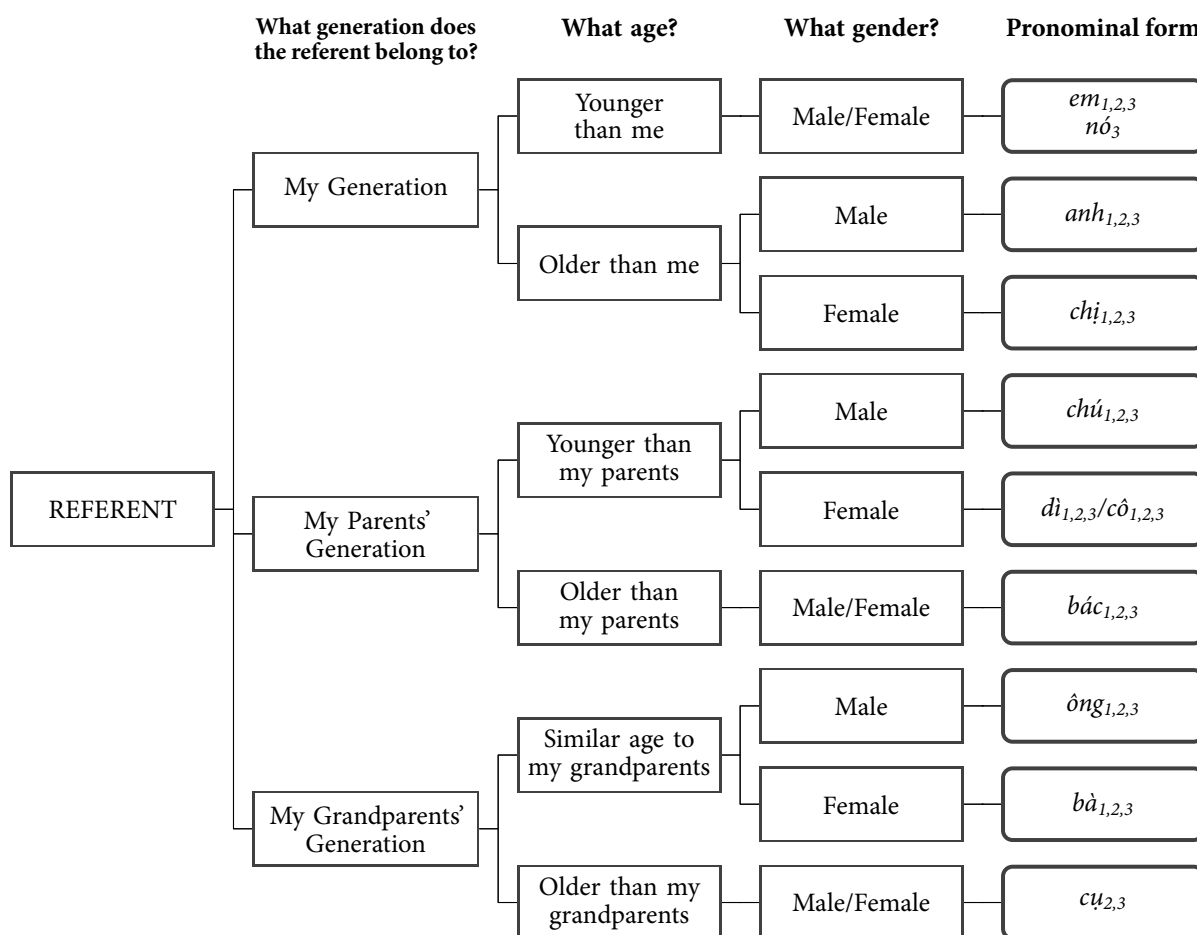 What generation does
the referent belong to?
What age?
What gender?
Pronominal form
Younger
than me
Male/Female
em1,2,3
nó3
My Generation
Male
anh1,2,3
Older than me
Female
chị1,2,3
Male
chú1,2,3
Younger than
my parents
Female
dì1,2,3/cô1,2,3
REFERENT
My Parents'
Generation
Older than
my parents
Male/Female
bác1,2,3
Male
ông1,2,3
Similar age to
my grandparents
Female
bà1,2,3
My Grandparents'
Generation
Older than my
grandparents
Male/Female
cụ2,3